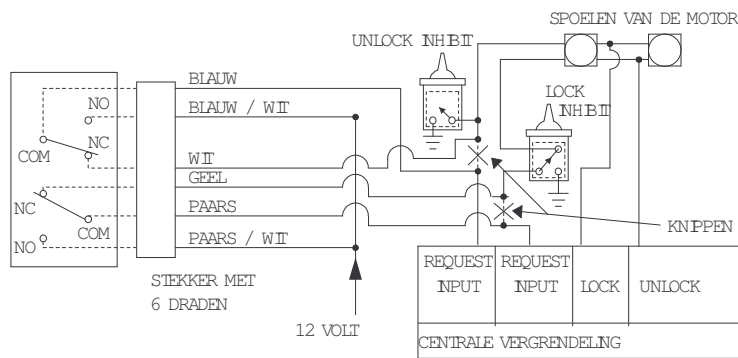 SPOELEN VAN DE MOTOR
UNLOCK INHIBIT
BLAUW
NO
BLAUW / WIT
LOCK
INHIBIT
NC
COM
WIT
GEEL
NC
PAARS
COM
KNIPPEN
NO
PAARS / WIT
REQUEST
INPUT
REQUEST
INPUT
LOCK
UNLOCK
STEKKER MET
6 DRADEN
12 VOLT
CENTRALE VERGRENDELING